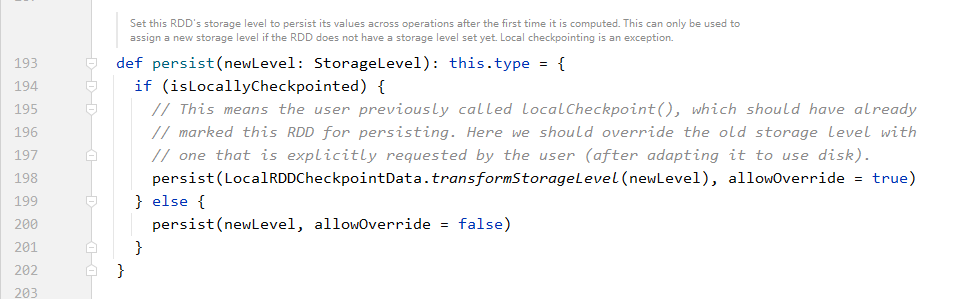 Set this RDD's storage level to persist its values across operations after the first time it is computed. This can only be used to
assign a new storage level if the RDD does not have a storage level set yet. Local checkpointing is an exception.
193 def persist(newLevel: StorageLevel): this.type = {
194 if (isLocallyCheckpointed) {
195 // This means the user previously called localCheckpoint(), which should have already
196 // marked this RDD for persisting. Here we should override the old storage level with
197 // one that is explicitly requested by the user (after adapting it to use disk).
198 persist(LocalRDDCheckpointData.transformStorageLevel(newLevel), allowOverride = true)
199 } else {
200 persist(newLevel, allowOverride = false)
201 }
202 }
203